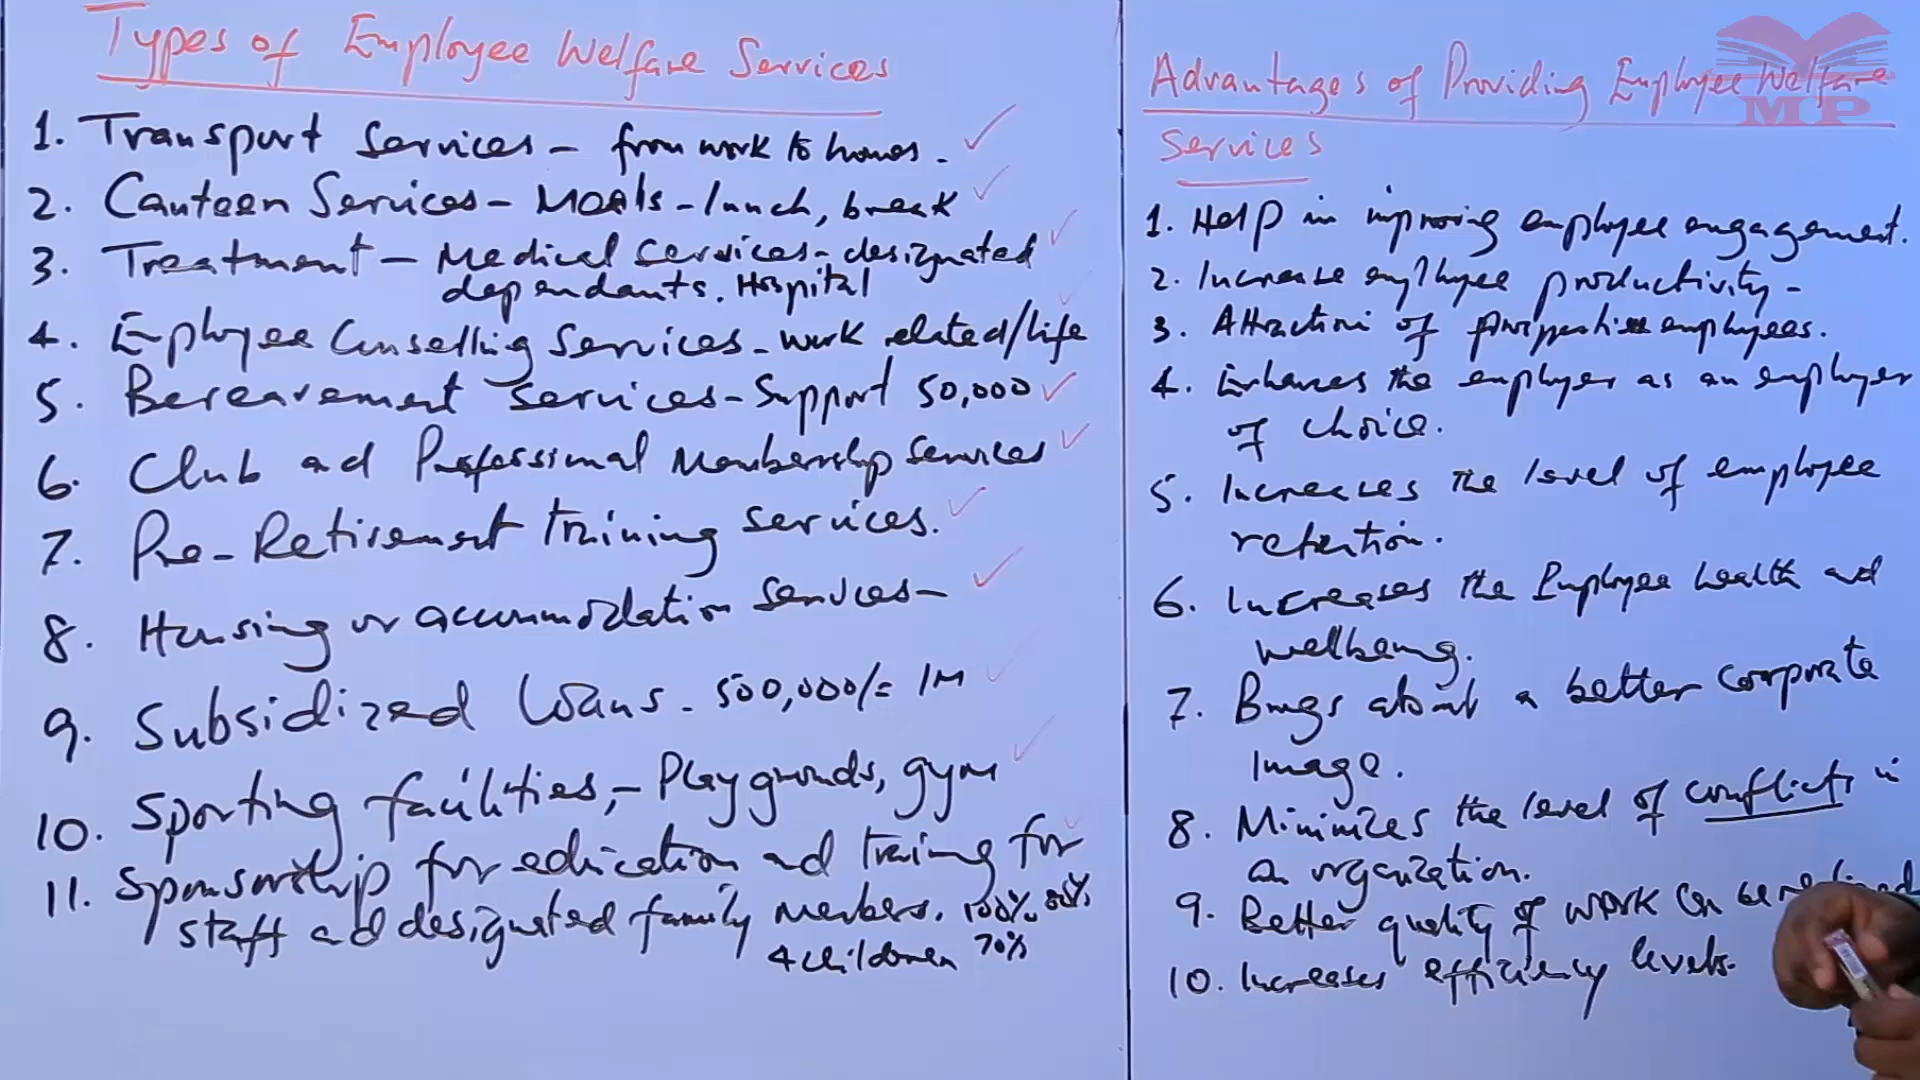 Types of Employee Welfare Services
1. Transport Services - from work to homes.
2. Canteen Services - Meals - lunch, break
3. Treatment - Medical Services - designated
dependants. Hospital
4. Employee Counselling Services - work related/life
5. Bereavement Services - Support 50,000
6. Club and Professional Membership Services
7. Pre-Retirement training services.
8. Housing or accommodation services -
9. Subsidized Loans - 500,000/= 1M
10. Sporting facilities, - Playgrounds, gym
11. Sponsorship for education and training for
staff and designated family members. 100%
4 children 70%
Advantages of Providing Employee Welfare
Services
1. Help in improving employee engagement.
2. Increase employee productivity -
3. Attraction of employees.
4. Enhances the employer as an employer
of choice.
5. Increases the level of employee
retention.
6. Increases the Employee health and
wellbeing.
7. Brings about a better corporate
Image.
8. Minimizes the level of conflicts in
an organization.
9. Better quality of work can be
10. Increases efficiency levels.
MP